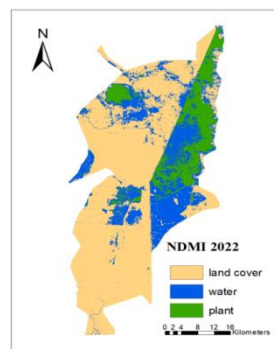 N
NDMI 2022
land cover
water
plant
0 2 4 8 12 16
Kilometers